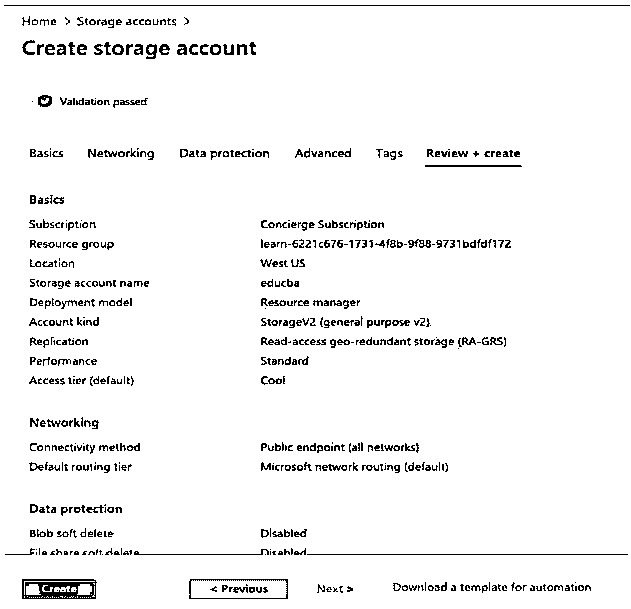 Home > Storage accounts >
Create storage account
Validation passed
Basics Networking Data protection Advanced Tags Review + create
Basics
Subscription Concierge Subscription
Resource group learn-6221c676-1731-4f8b-9f88-9731bdfdf172
Location West US
Storage account name educba
Deployment model Resource manager
Account kind StorageV2 (general purpose v2)
Replication Read-access geo-redundant storage (RA-GRS)
Performance Standard
Access tier (default) Cool
Networking
Connectivity method Public endpoint (all networks)
Default routing tier Microsoft network routing (default)
Data protection
Blob soft delete Disabled
File share soft delete Disabled
Create < Previous Next > Download a template for automation